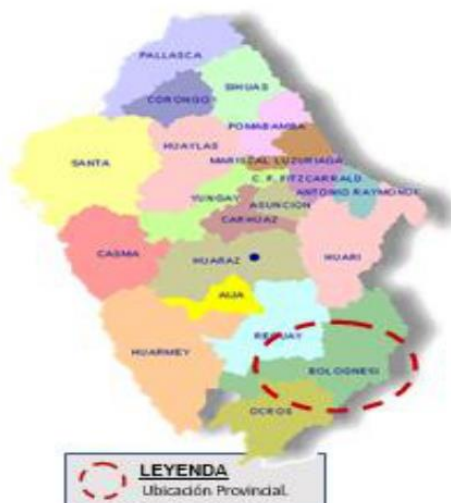 PALLASCA
SIHUAS
CORONGO
POMABAMBA
HUAYLAS
SANTA
MARISCAL LUZURIAGA
C. F. FITZCARRALD
ANTONIO RAYMONDI
YUNGAY
ASUNCION
CARHUAZ
CASMA
HUARI
HUARAZ
AIJA
RECUAY
HUARMEY
BOLOGNESI
OCROS
LEYENDA
Ubicación Provincial.